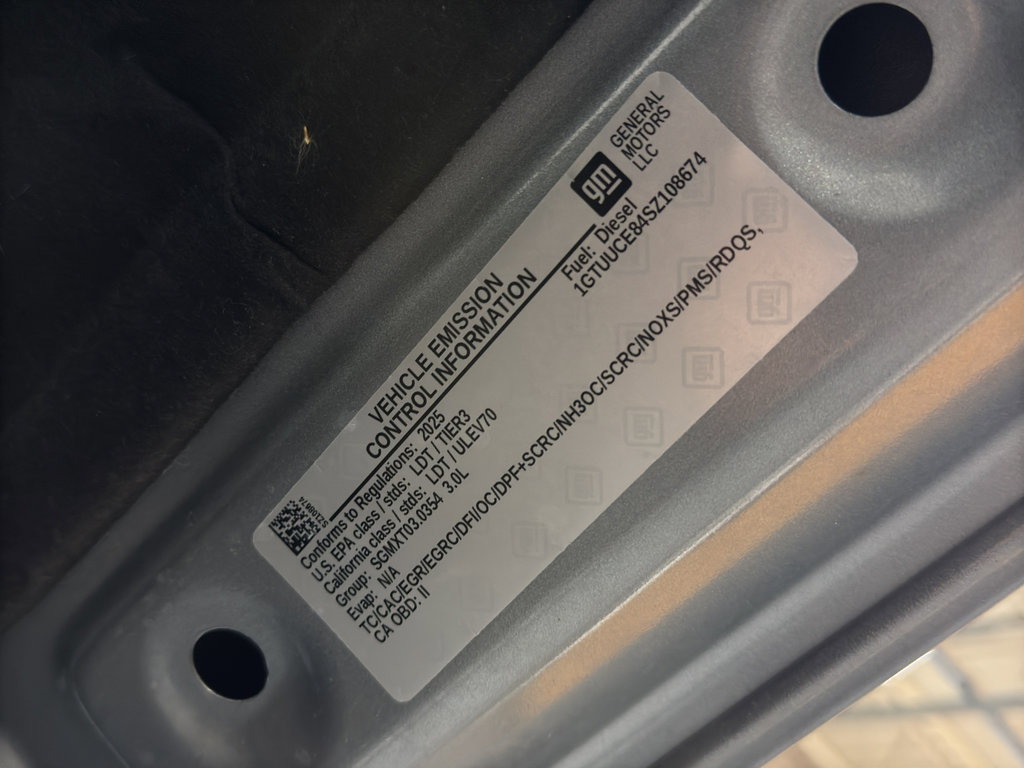 GENERAL
MOTORS
LLC
gm
VEHICLE EMISSION
CONTROL INFORMATION
Fuel: Diesel
1GTUUCE84SZ108674
Conforms to Regulations: 2025
U.S. EPA class / stds: LDT / TIER3
California class / stds: LDT / ULEV70
Group: SGMXT03.0354 3.0L
Evap: N/A
TC/CAC/EGR/EGRC/DFI/OC/DPF+SCRC/NH3OC/SCRC/NOXS/PMS/RDQS,
CA OBD: II